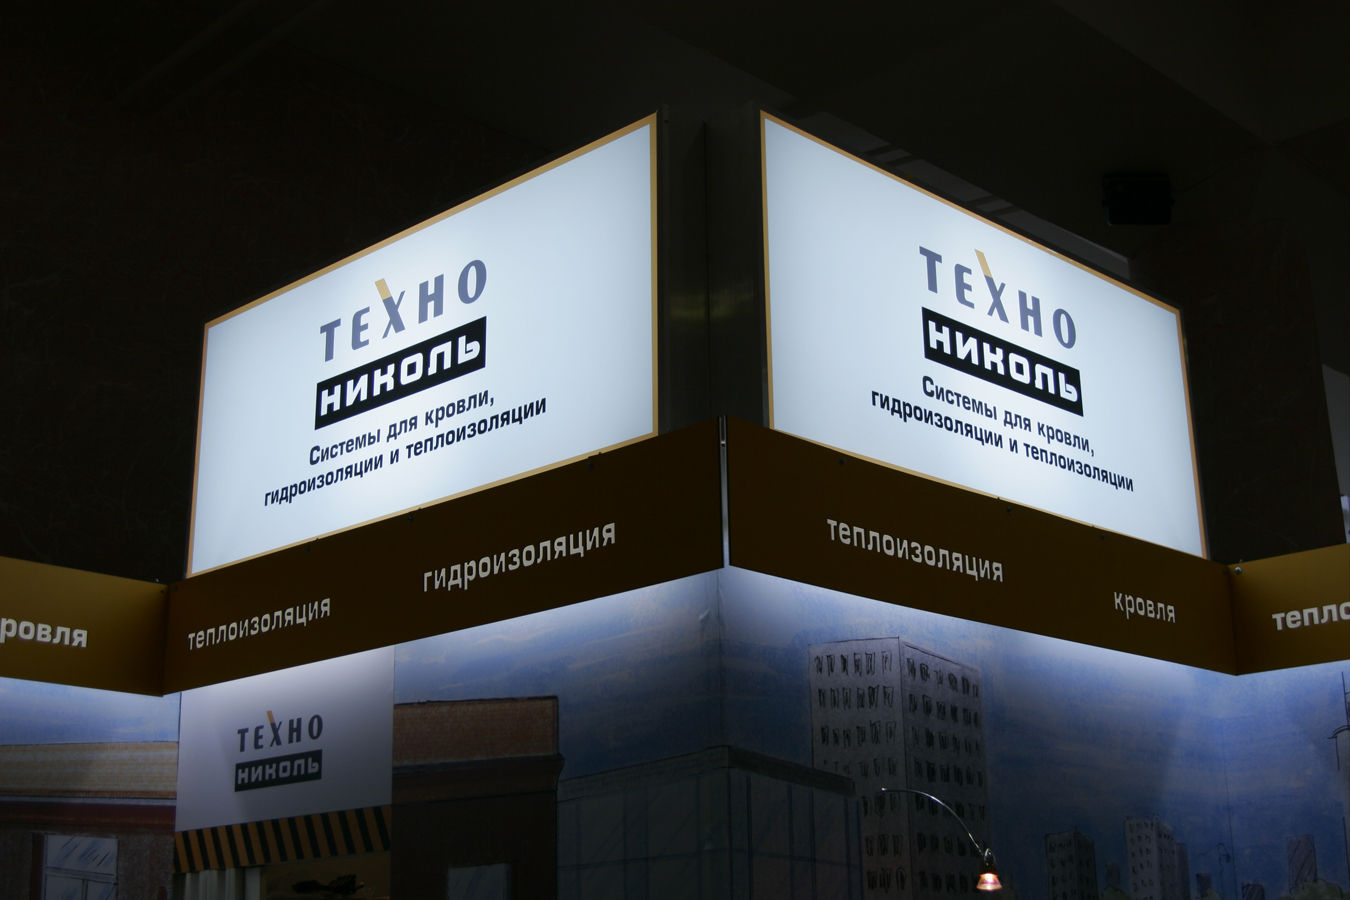 ТЕХНО
НИКОЛЬ
Системы для кровли,
гидроизоляции и теплоизоляции
ТЕХНО
НИКОЛЬ
Системы для кровли,
гидроизоляции и теплоизоляции
ровля
теплоизоляция
гидроизоляция
теплоизоляция
кровля
тепло
ТЕХНО
НИКОЛЬ